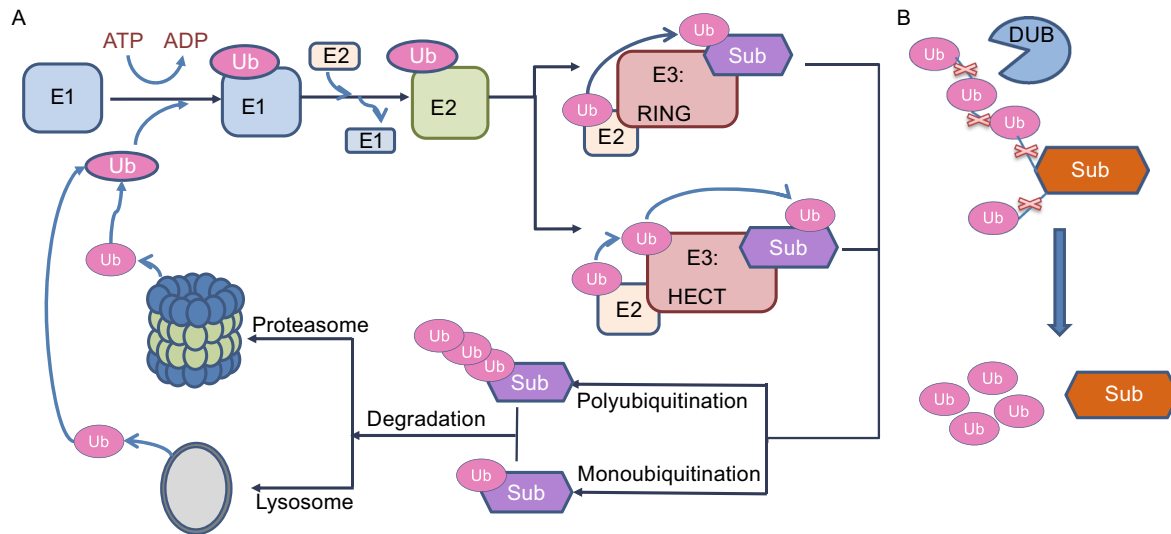 A
B
ATP
ADP
E1
Ub
E1
E2
E1
Ub
E2
Ub
Ub
E2
E3:
RING
Ub
Sub
Ub
E2
Ub
E3:
HECT
Ub
Sub
Ub
Ub
Proteasome
Lysosome
Degradation
Ub
Ub
Ub
Sub
Polyubiquitination
Monoubiquitination
Ub
Sub
Ub
DUB
Ub
Ub
Ub
Sub
Ub
Ub
Ub
Ub
Ub
Sub